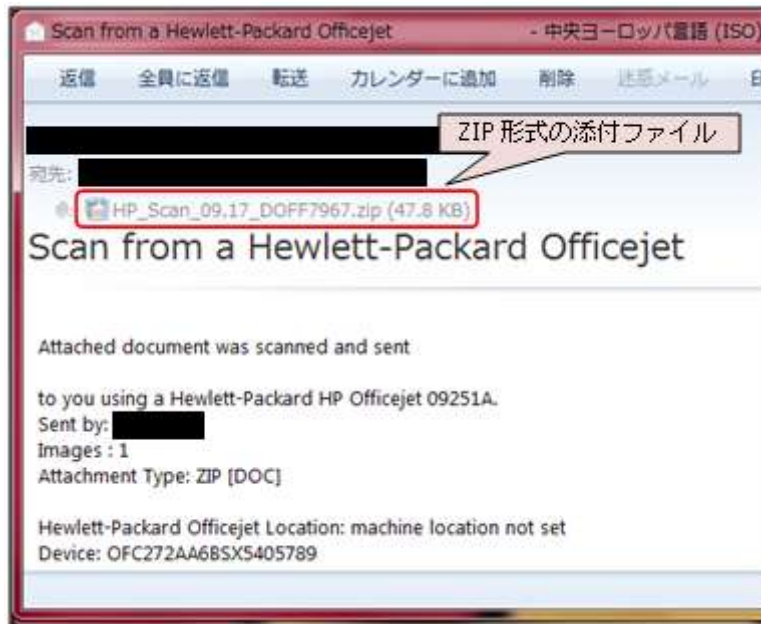 Scan from a Hewlett-Packard Officejet - 中央ヨーロッパ言語 (ISO)
返信 全員に返信 転送 カレンダーに追加 削除 迷惑メール
ZIP 形式の添付ファイル
宛先:
HP_Scan_09.17_DOFF7967.zip (47.8 KB)
Scan from a Hewlett-Packard Officejet
Attached document was scanned and sent
to you using a Hewlett-Packard HP Officejet 09251A.
Sent by:
Images : 1
Attachment Type: ZIP [DOC]
Hewlett-Packard Officejet Location: machine location not set
Device: OFC272AA6BSX5405789